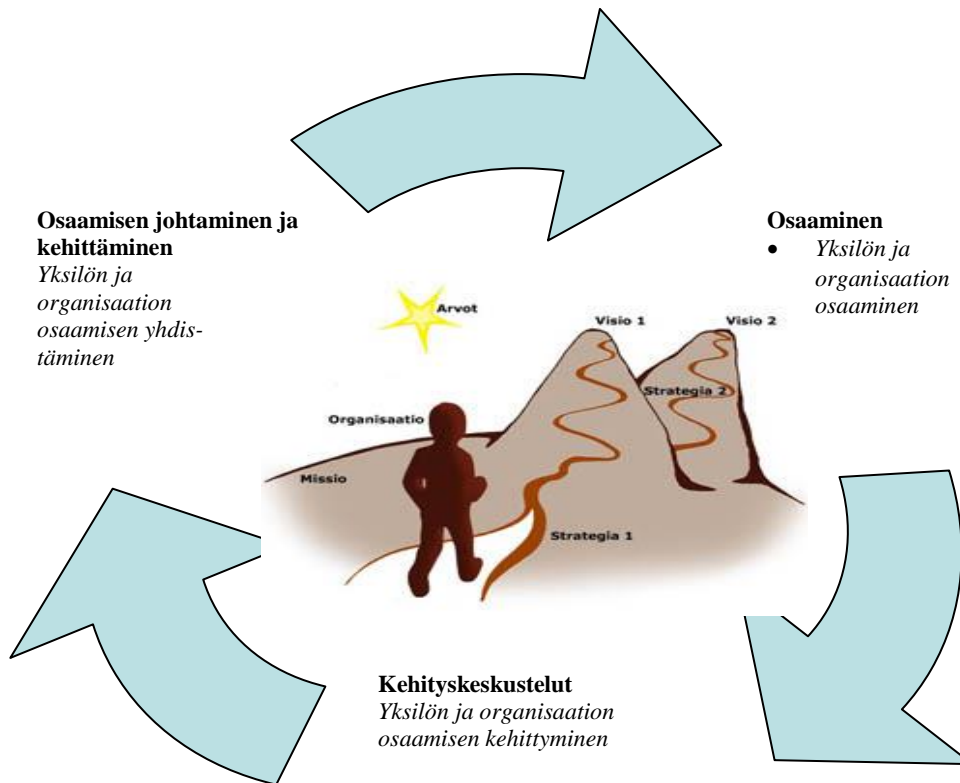 Osaamisen johtaminen ja
kehittäminen
Yksilön ja
organisaation
osaamisen yhdis-
täminen
Osaaminen
• Yksilön ja
organisaation
osaaminen
Arvot
Visio 1
Visio 2
Strategia 2
Organisaatio
Missio
Strategia 1
Kehityskeskustelut
Yksilön ja organisaation
osaamisen kehittyminen